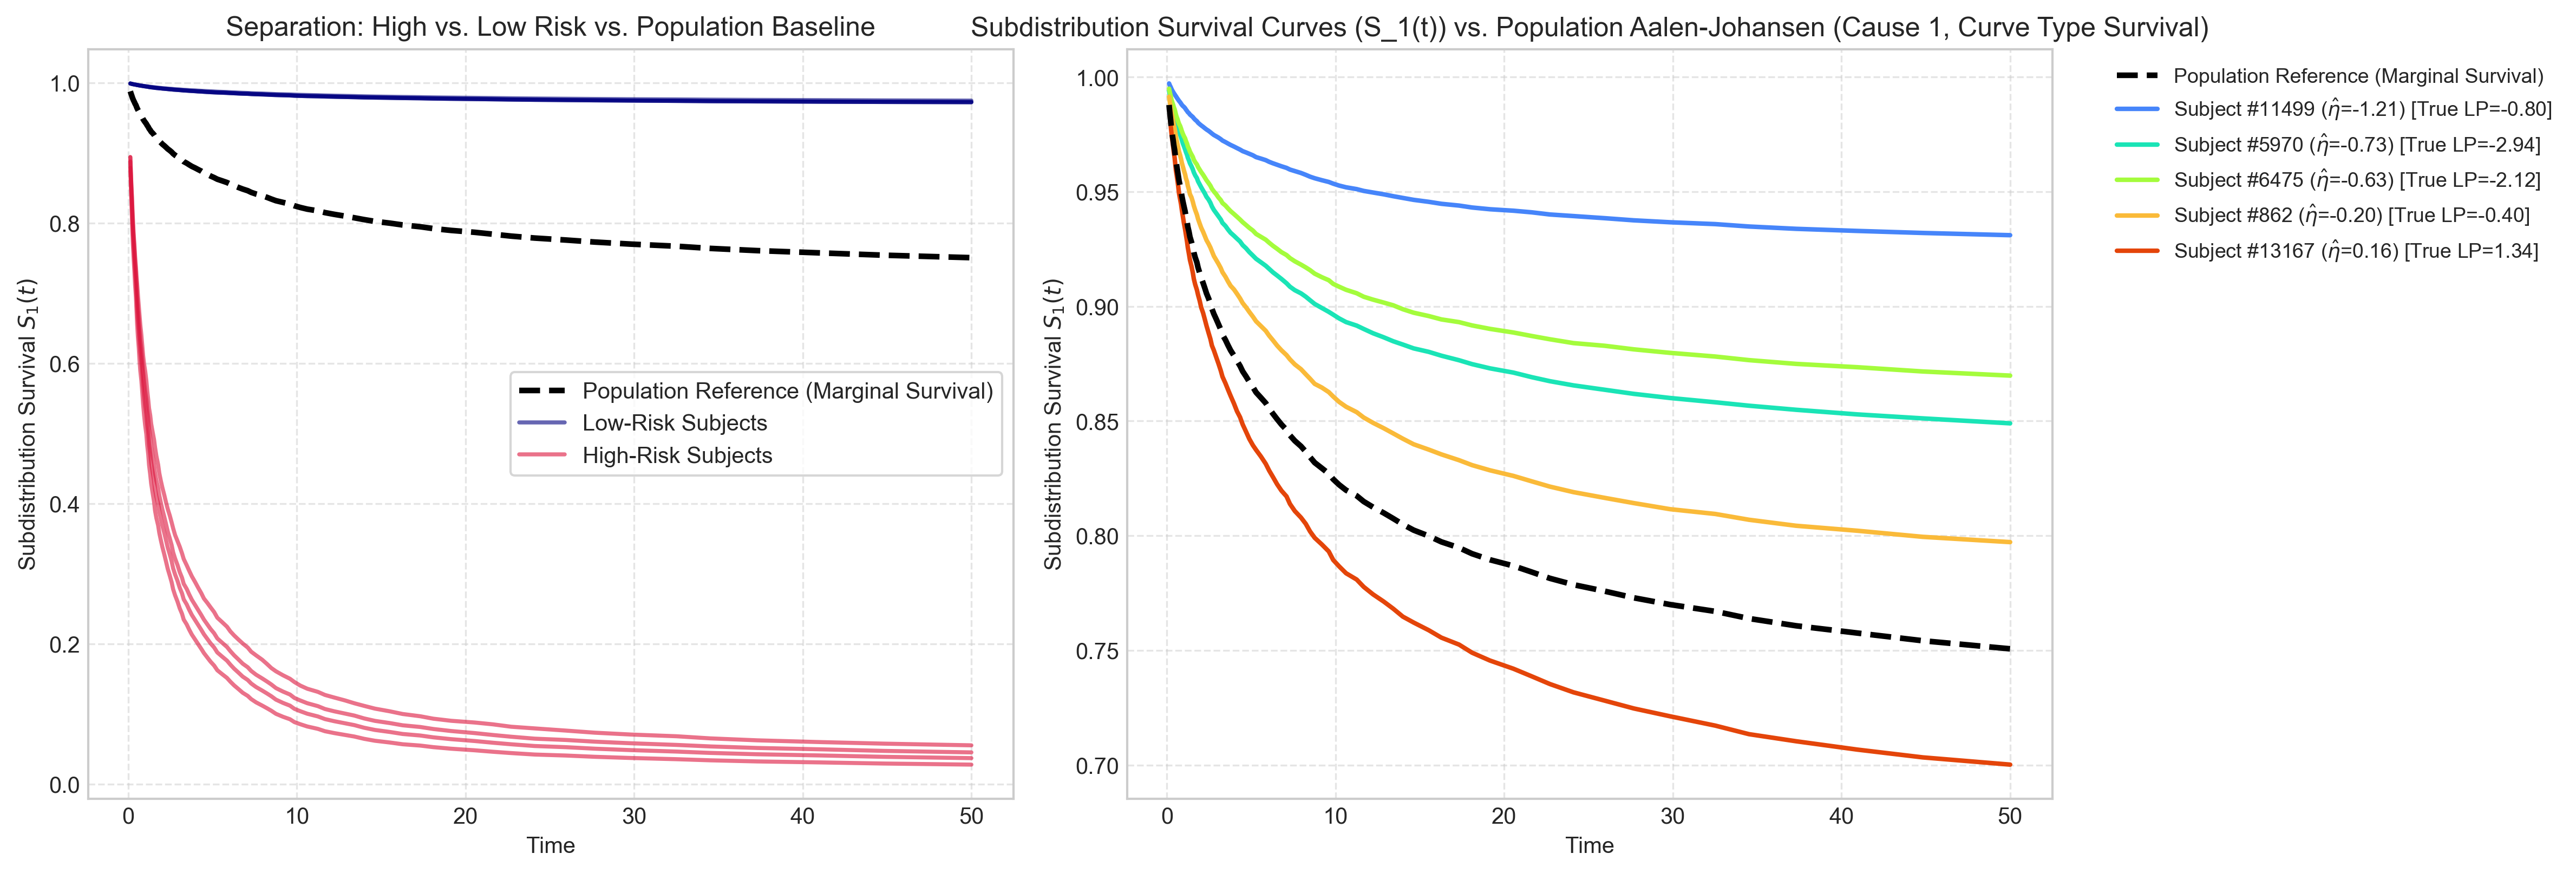 Separation: High vs. Low Risk vs. Population Baseline
Subdistribution Survival S₁(t)
1.0
0.8
0.6
0.4
0.2
0.0
Population Reference (Marginal Survival)
Low-Risk Subjects
High-Risk Subjects
0 10 20 30 40 50
Time
Subdistribution Survival Curves (S_1(t)) vs. Population Aalen-Johansen (Cause 1, Curve Type Survival)
Subdistribution Survival S₁(t)
1.00
0.95
0.90
0.85
0.80
0.75
0.70
0 10 20 30 40 50
Time
Population Reference (Marginal Survival)
Subject #11499 (η̂=-1.21) [True LP=-0.80]
Subject #5970 (η̂=-0.73) [True LP=-2.94]
Subject #6475 (η̂=-0.63) [True LP=-2.12]
Subject #862 (η̂=-0.20) [True LP=-0.40]
Subject #13167 (η̂=0.16) [True LP=1.34]